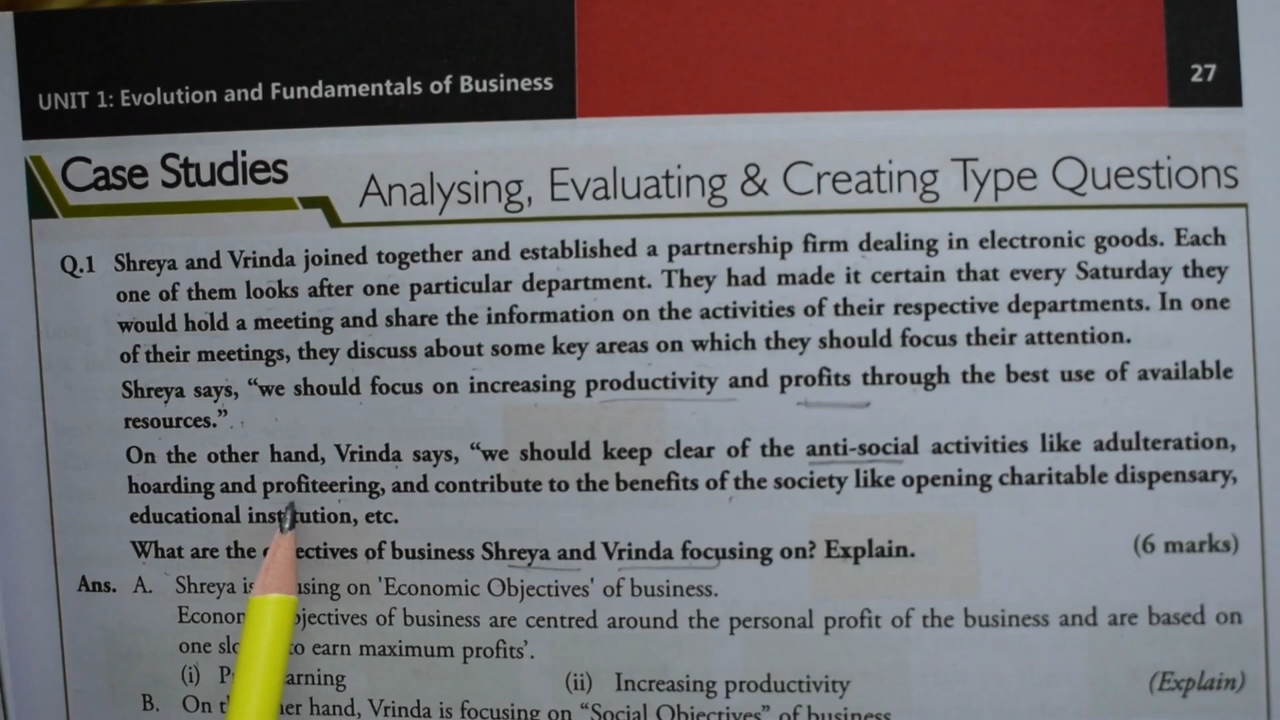 UNIT 1: Evolution and Fundamentals of Business
27
Case Studies
Analysing, Evaluating & Creating Type Questions
Q.1 Shreya and Vrinda joined together and established a partnership firm dealing in electronic goods. Each
one of them looks after one particular department. They had made it certain that every Saturday they
would hold a meeting and share the information on the activities of their respective departments. In one
of their meetings, they discuss about some key areas on which they should focus their attention.
Shreya says, “we should focus on increasing productivity and profits through the best use of available
resources.”
On the other hand, Vrinda says, “we should keep clear of the anti-social activities like adulteration,
hoarding and profiteering, and contribute to the benefits of the society like opening charitable dispensary,
educational institution, etc.
What are the of business Shreya and Vrinda focusing on? Explain. (6 marks)
Ans. A. Shreya is on 'Economic Objectives' of business.
of business are centred around the personal profit of the business and are based on
one to earn maximum profits’.
(i) (ii) Increasing productivity (Explain)
B. On hand, Vrinda is focusing on “Social Objectives” of business